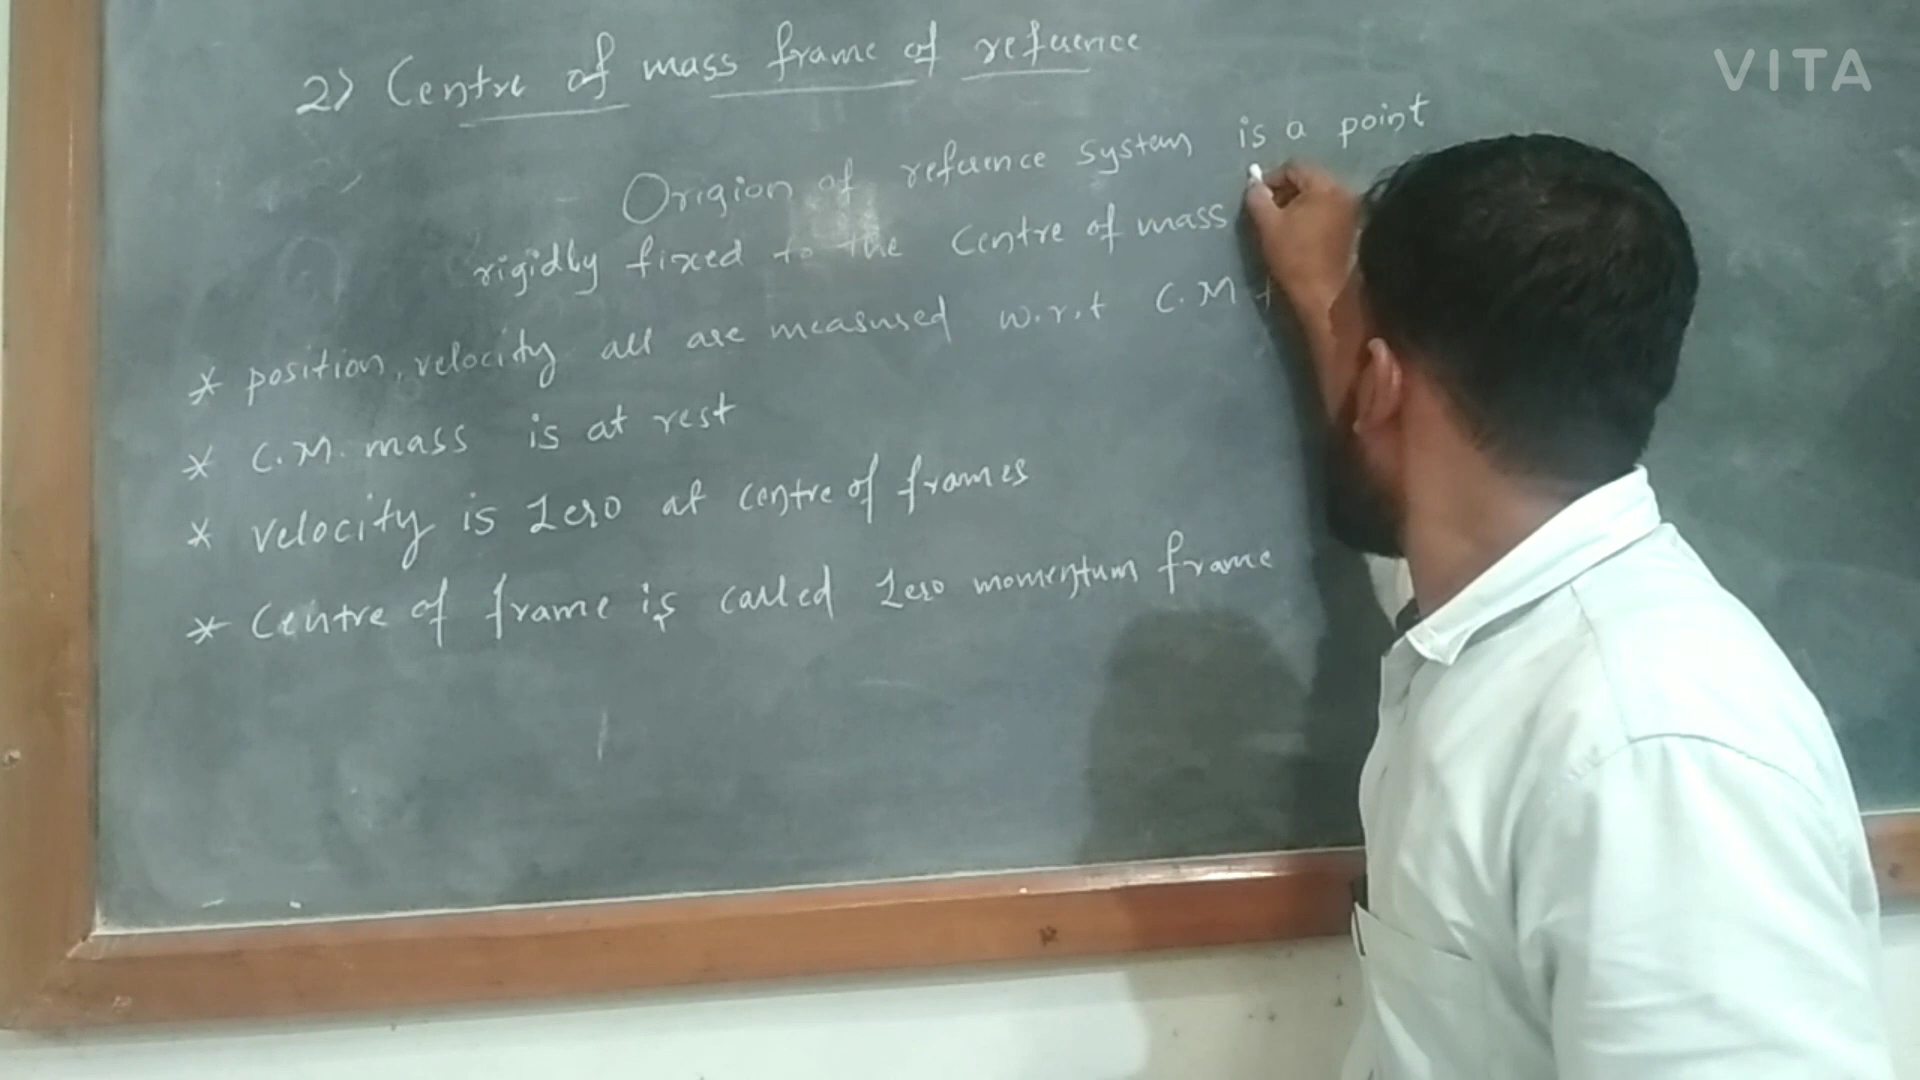 VITA
2) Centre of mass frame of reference
Origion of reference system is a point
rigidly fixed to the Centre of mass
* position, velocity all are measured w.r.t C.M
* C.M. mass is at rest
* velocity is zero at centre of frames
* Centre of frame is called zero momentum frame